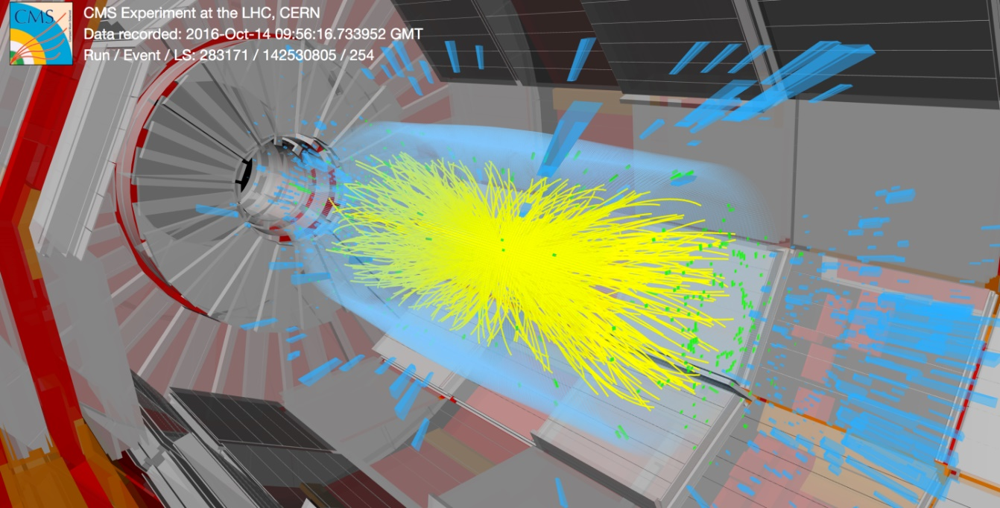 CMS
CMS Experiment at the LHC, CERN
Data recorded: 2016-Oct-14 09:56:16.733952 GMT
Run / Event / LS: 283171 / 142530805 / 254